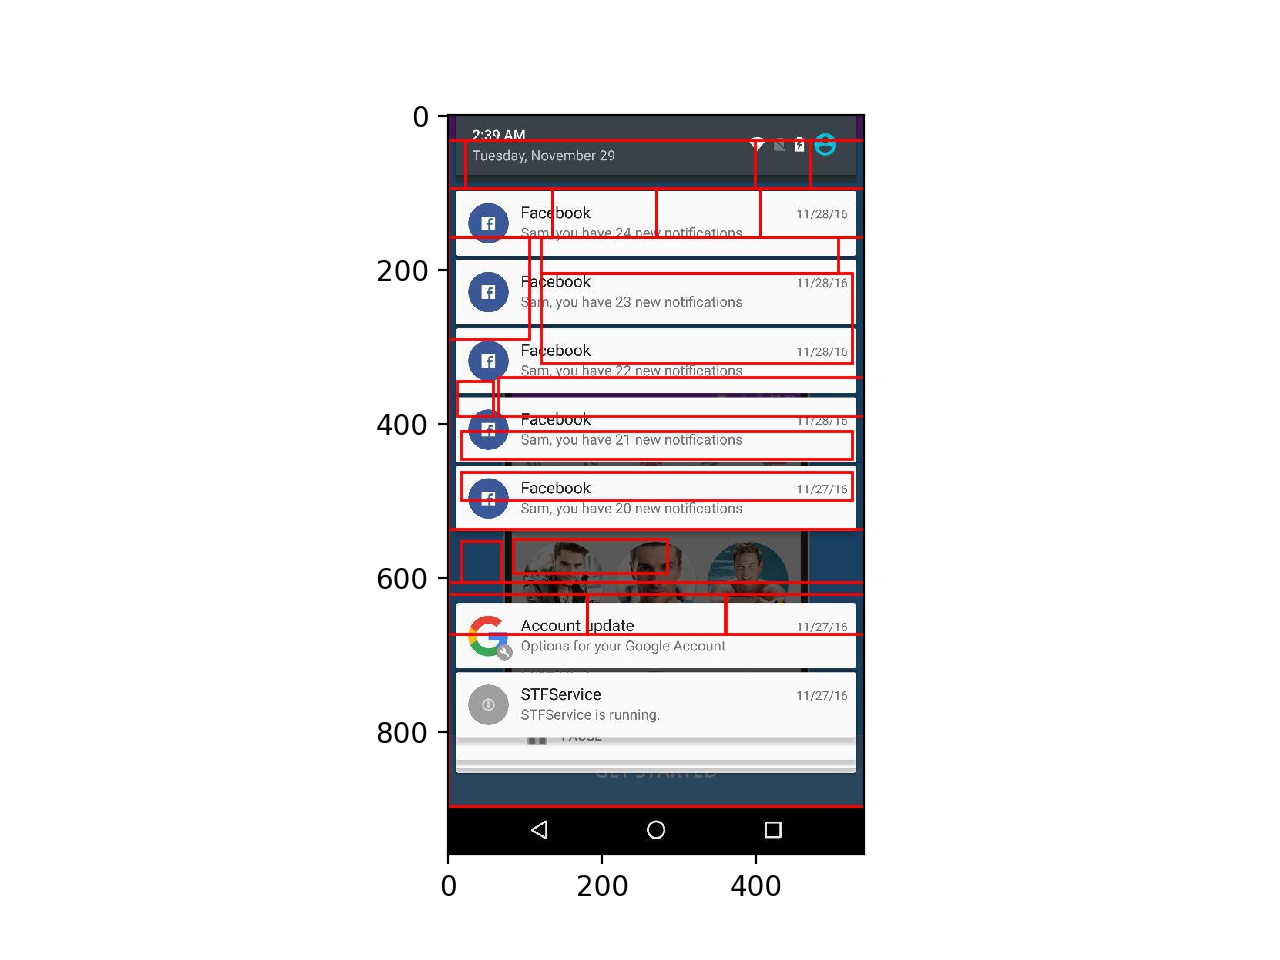 2:39 AM
Tuesday, November 29
Facebook 11/28/16
Sam, you have 24 new notifications
Facebook 11/28/16
Sam, you have 23 new notifications
Facebook 11/28/16
Sam, you have 22 new notifications
Facebook 11/28/16
Sam, you have 21 new notifications
Facebook 11/27/16
Sam, you have 20 new notifications
Account update 11/27/16
Options for your Google Account
STFService 11/27/16
STFService is running.
PAUSE
GET STARTED
0
200
400
600
800
0 200 400